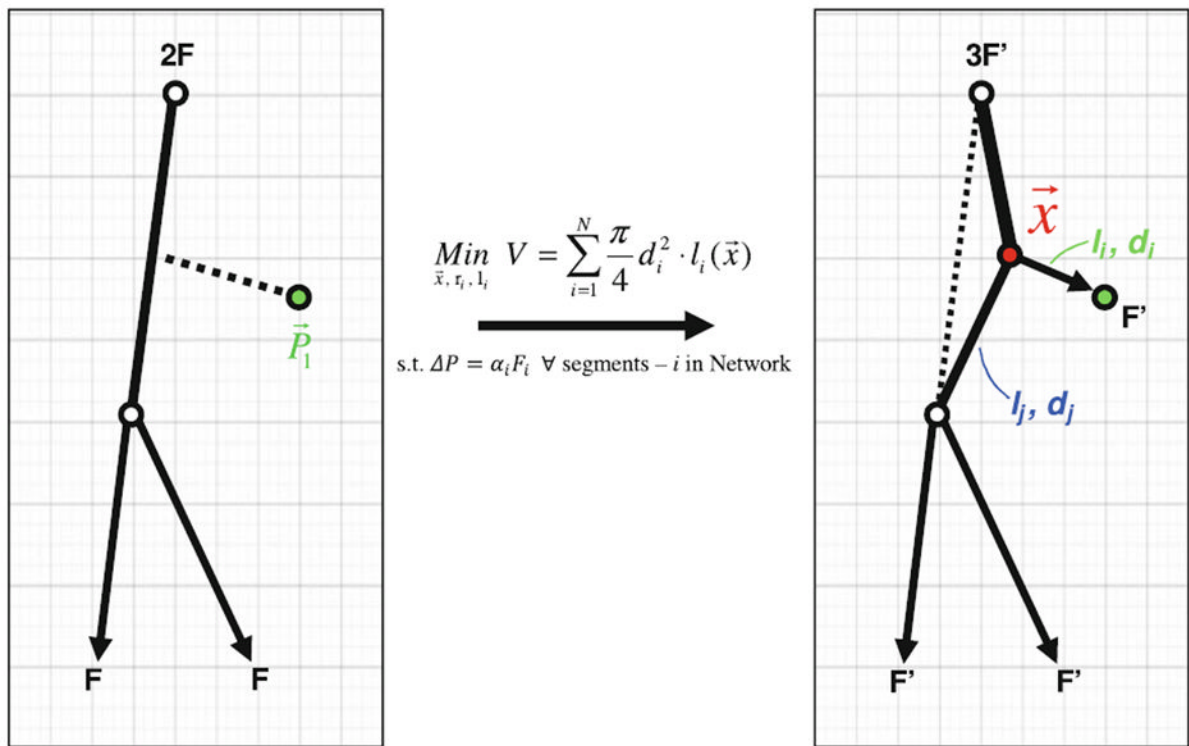 2F
P⃗₁
F
F
Min V = ∑_{i=1}^{N} π/4 d_i² · l_i(x⃗)
x⃗, r_i, l_i
s.t. ΔP = α_i F_i ∀ segments – i in Network
3F'
x⃗
l_i, d_i
F'
l_j, d_j
F'
F'